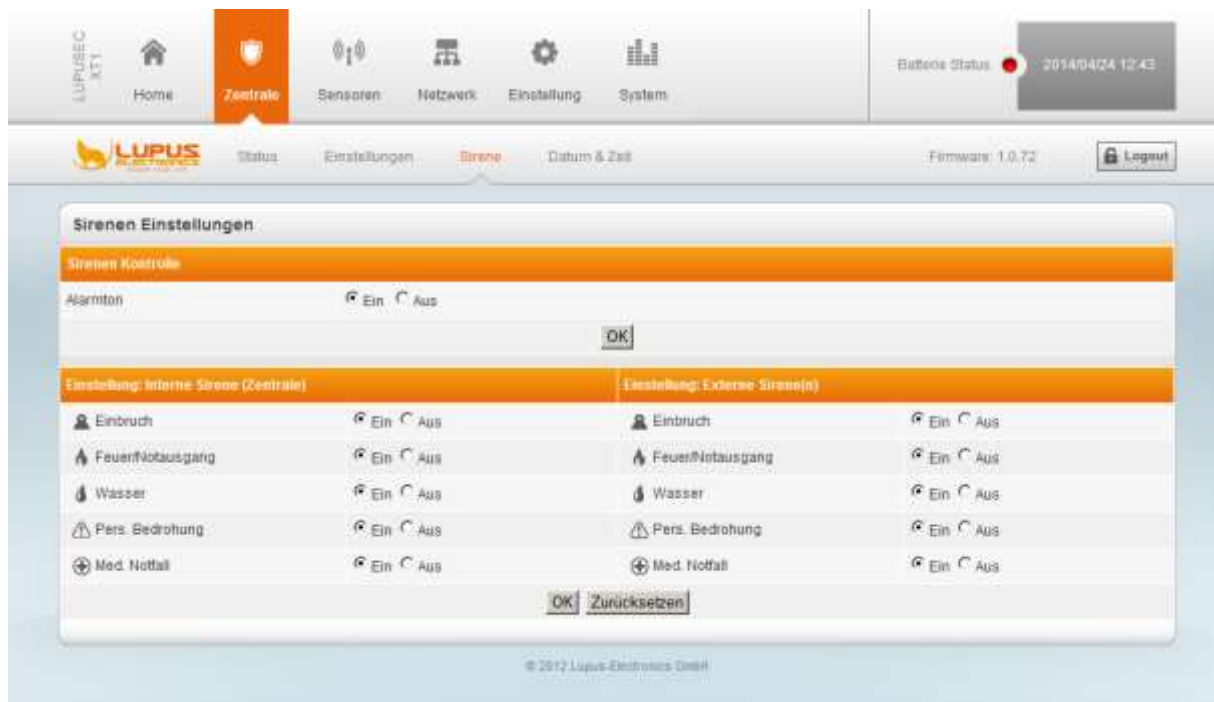 LUPUSEC
XT1
Home
Zentrale
Sensoren
Netzwerk
Einstellung
System
Batterie Status
2014/04/24 12:43
LUPUS
ELECTRONICS
Status
Einstellungen
Sirene
Datum & Zeit
Firmware: 1.0.72
Logout
Sirenen Einstellungen
Sirenen Kontrolle
Alarmton Ein Aus
OK
Einstellung: Interne Sirene (Zentrale) Einstellung: Externe Sirene(n)
Einbruch Ein Aus Einbruch Ein Aus
Feuer/Notausgang Ein Aus Feuer/Notausgang Ein Aus
Wasser Ein Aus Wasser Ein Aus
Pers. Bedrohung Ein Aus Pers. Bedrohung Ein Aus
Med. Notfall Ein Aus Med. Notfall Ein Aus
OK Zurücksetzen
© 2012 Lupus-Electronics GmbH